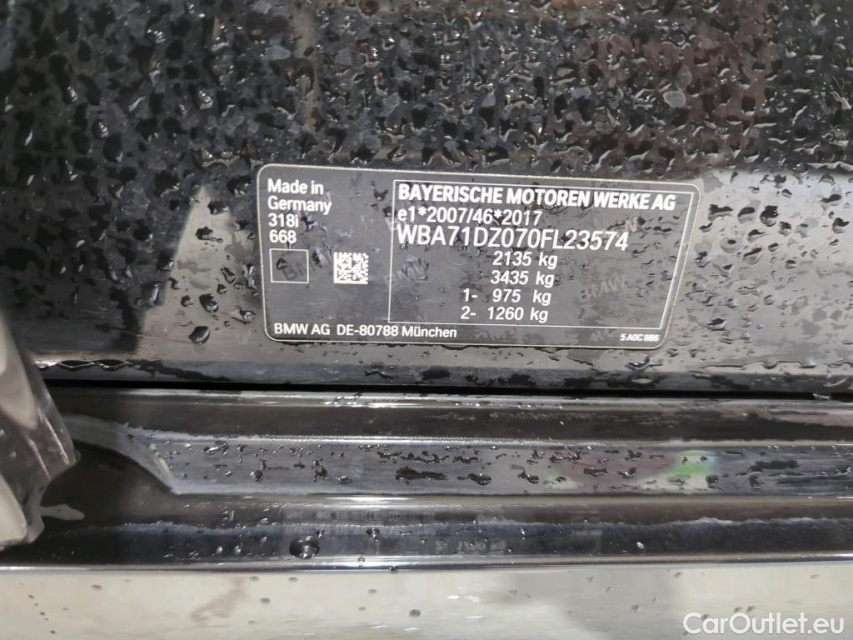 Made in
Germany
318i
668
BAYERISCHE MOTOREN WERKE AG
e1*2007/46*2017
WBA71DZ070FL23574
2135 kg
3435 kg
1- 975 kg
2- 1260 kg
BMW AG DE-80788 München
BMW
CarOutlet.eu